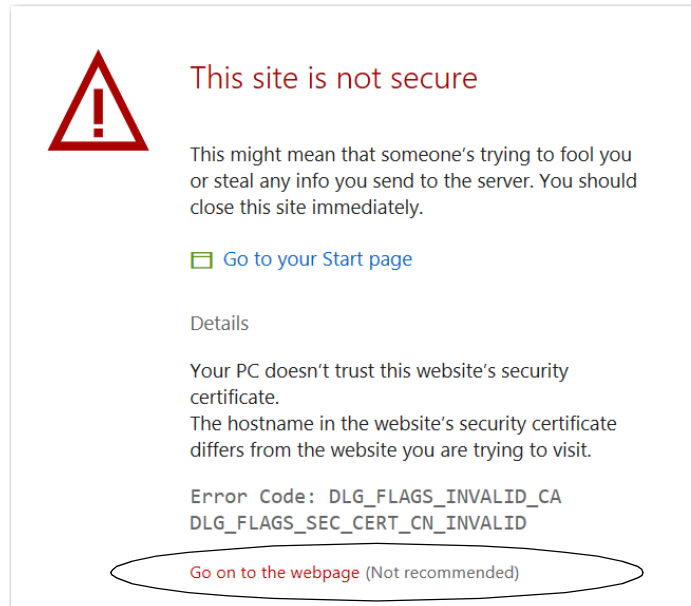 This site is not secure
This might mean that someone's trying to fool you
or steal any info you send to the server. You should
close this site immediately.
Go to your Start page
Details
Your PC doesn't trust this website's security
certificate.
The hostname in the website's security certificate
differs from the website you are trying to visit.
Error Code: DLG_FLAGS_INVALID_CA
DLG_FLAGS_SEC_CERT_CN_INVALID
Go on to the webpage (Not recommended)